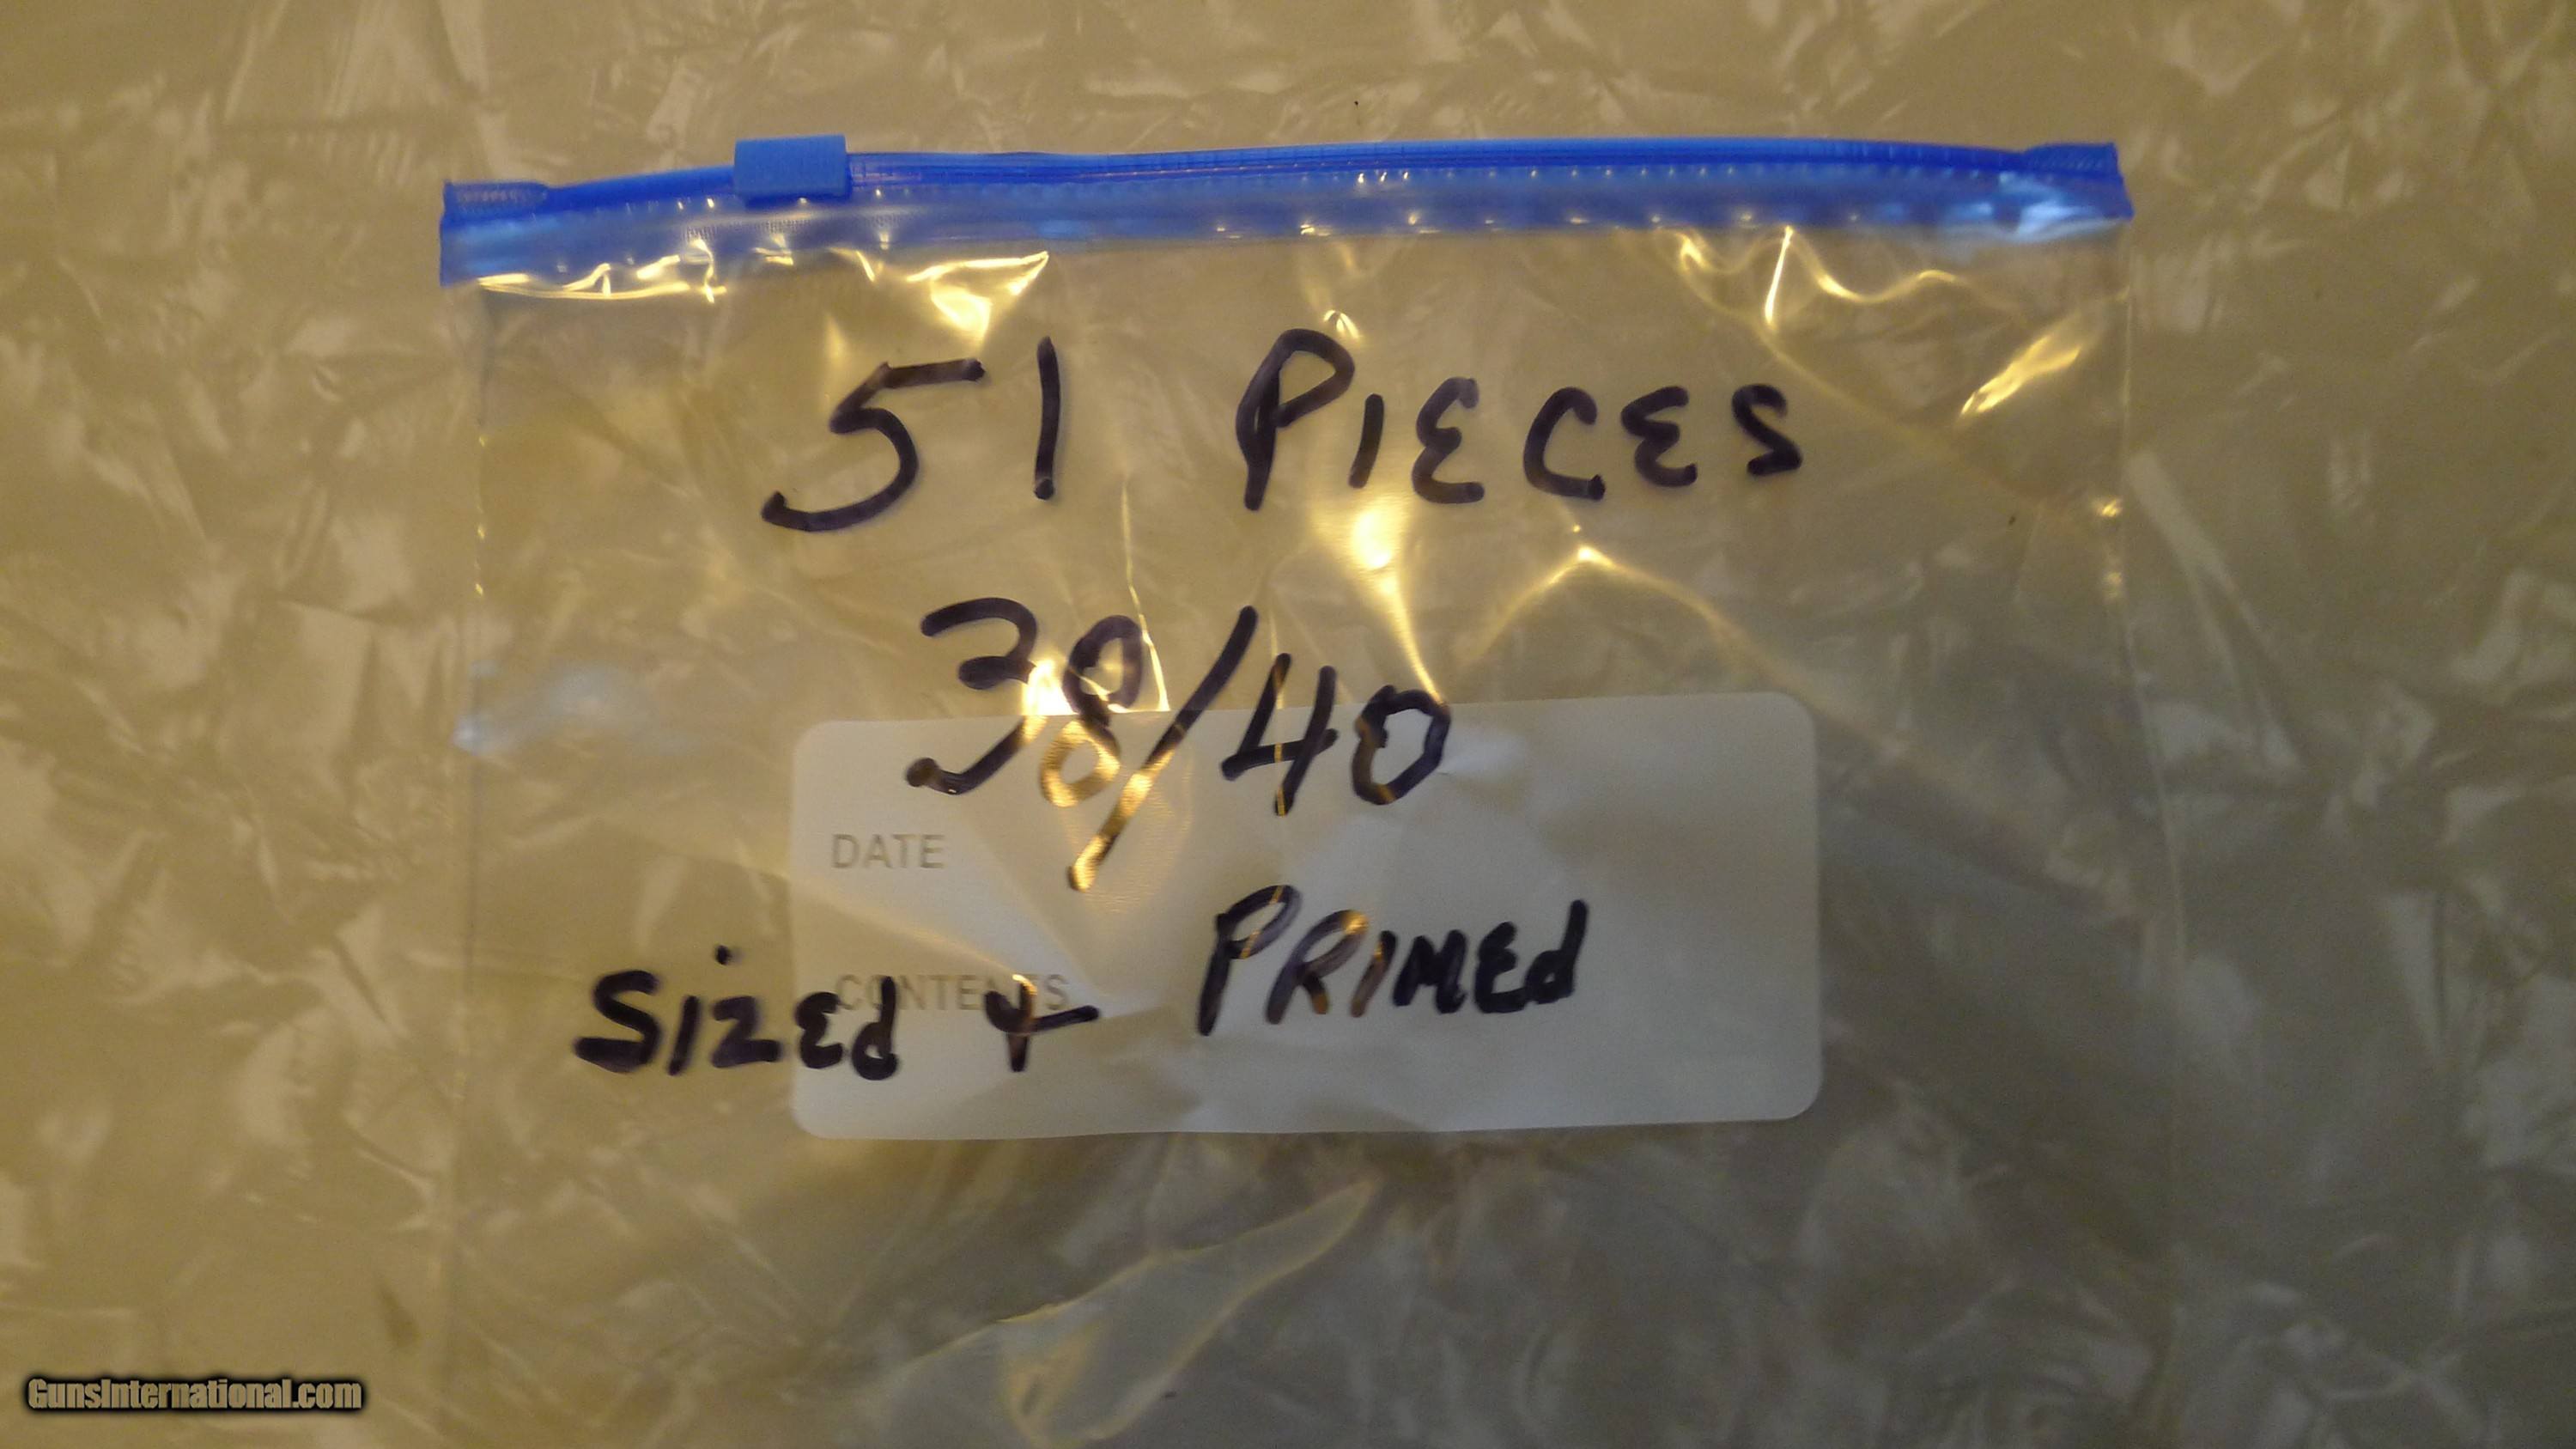 51 PIECES
38/40
DATE
CONTENTS
Sized + PRIMEd
GunsInternational.com